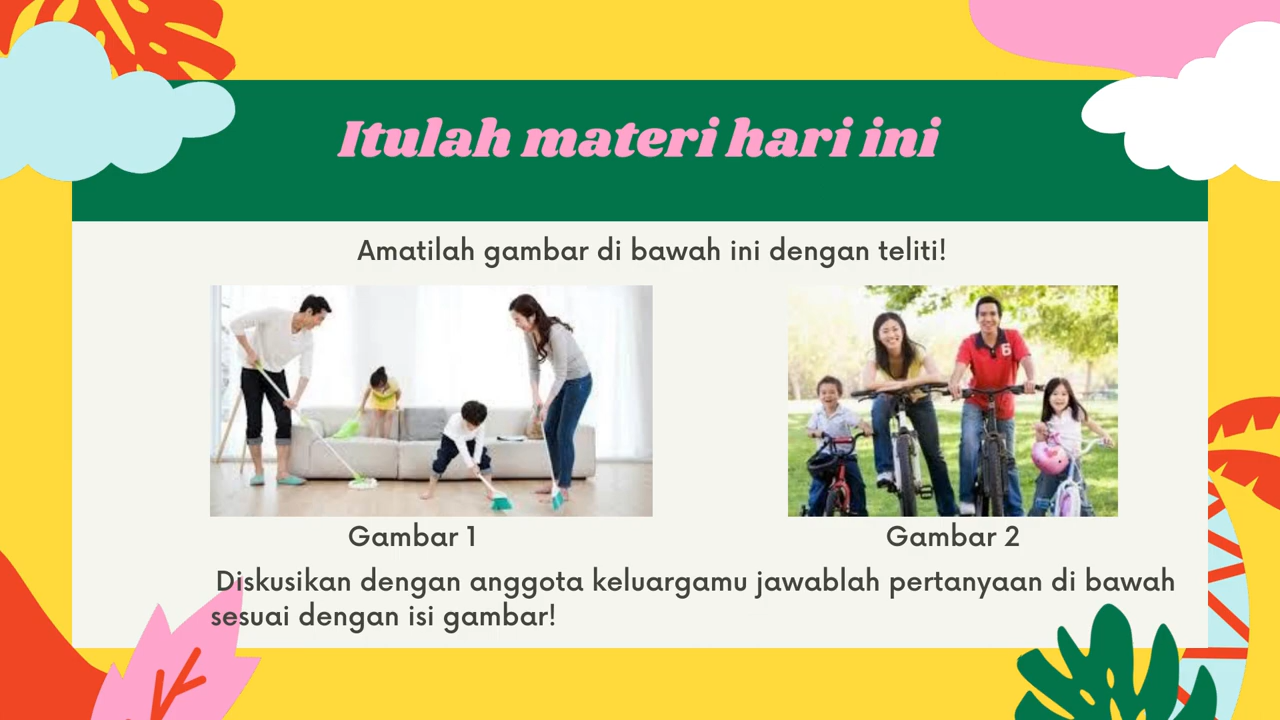 Itulah materi hari ini
Amatilah gambar di bawah ini dengan teliti!
Gambar 1
Gambar 2
Diskusikan dengan anggota keluargamu jawablah pertanyaan di bawah
sesuai dengan isi gambar!